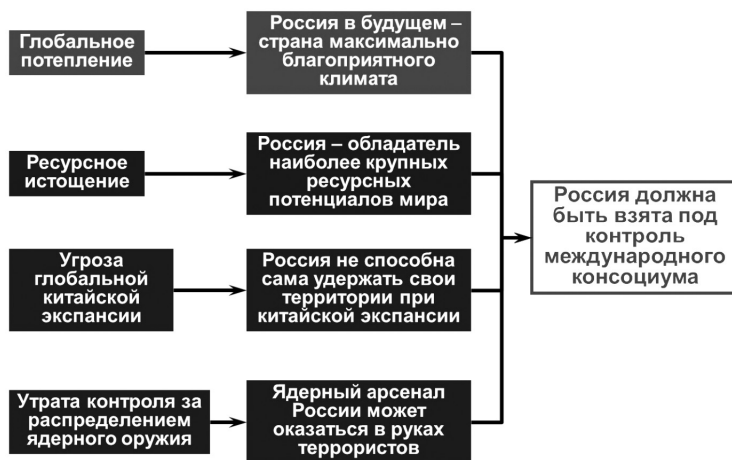 Глобальное
потепление
Россия в будущем –
страна максимально
благоприятного
климата
Ресурсное
истощение
Россия – обладатель
наиболее крупных
ресурсных
потенциалов мира
Угроза
глобальной
китайской
экспансии
Россия не способна
сама удержать свои
территории при
китайской экспансии
Утрата контроля за
распределением
ядерного оружия
Ядерный арсенал
России может
оказаться в руках
террористов
Россия должна
быть взята под
контроль
международного
консоциума